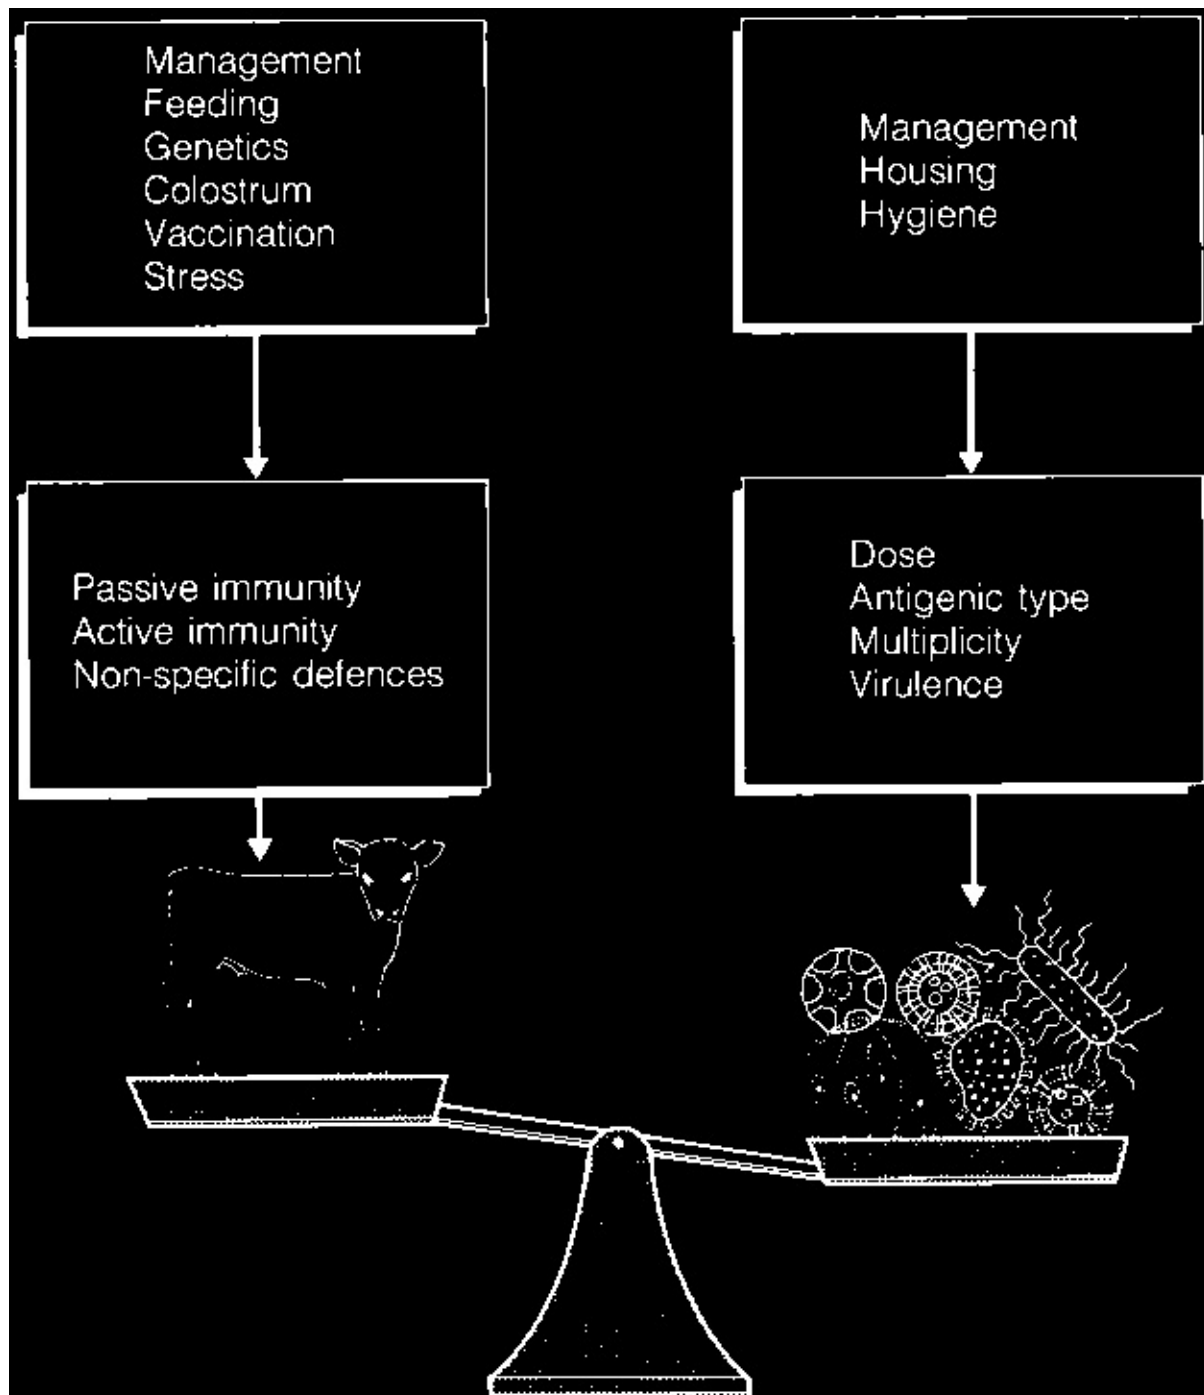 Management
Feeding
Genetics
Colostrum
Vaccination
Stress
Management
Housing
Hygiene
Passive immunity
Active immunity
Non-specific defences
Dose
Antigenic type
Multiplicity
Virulence